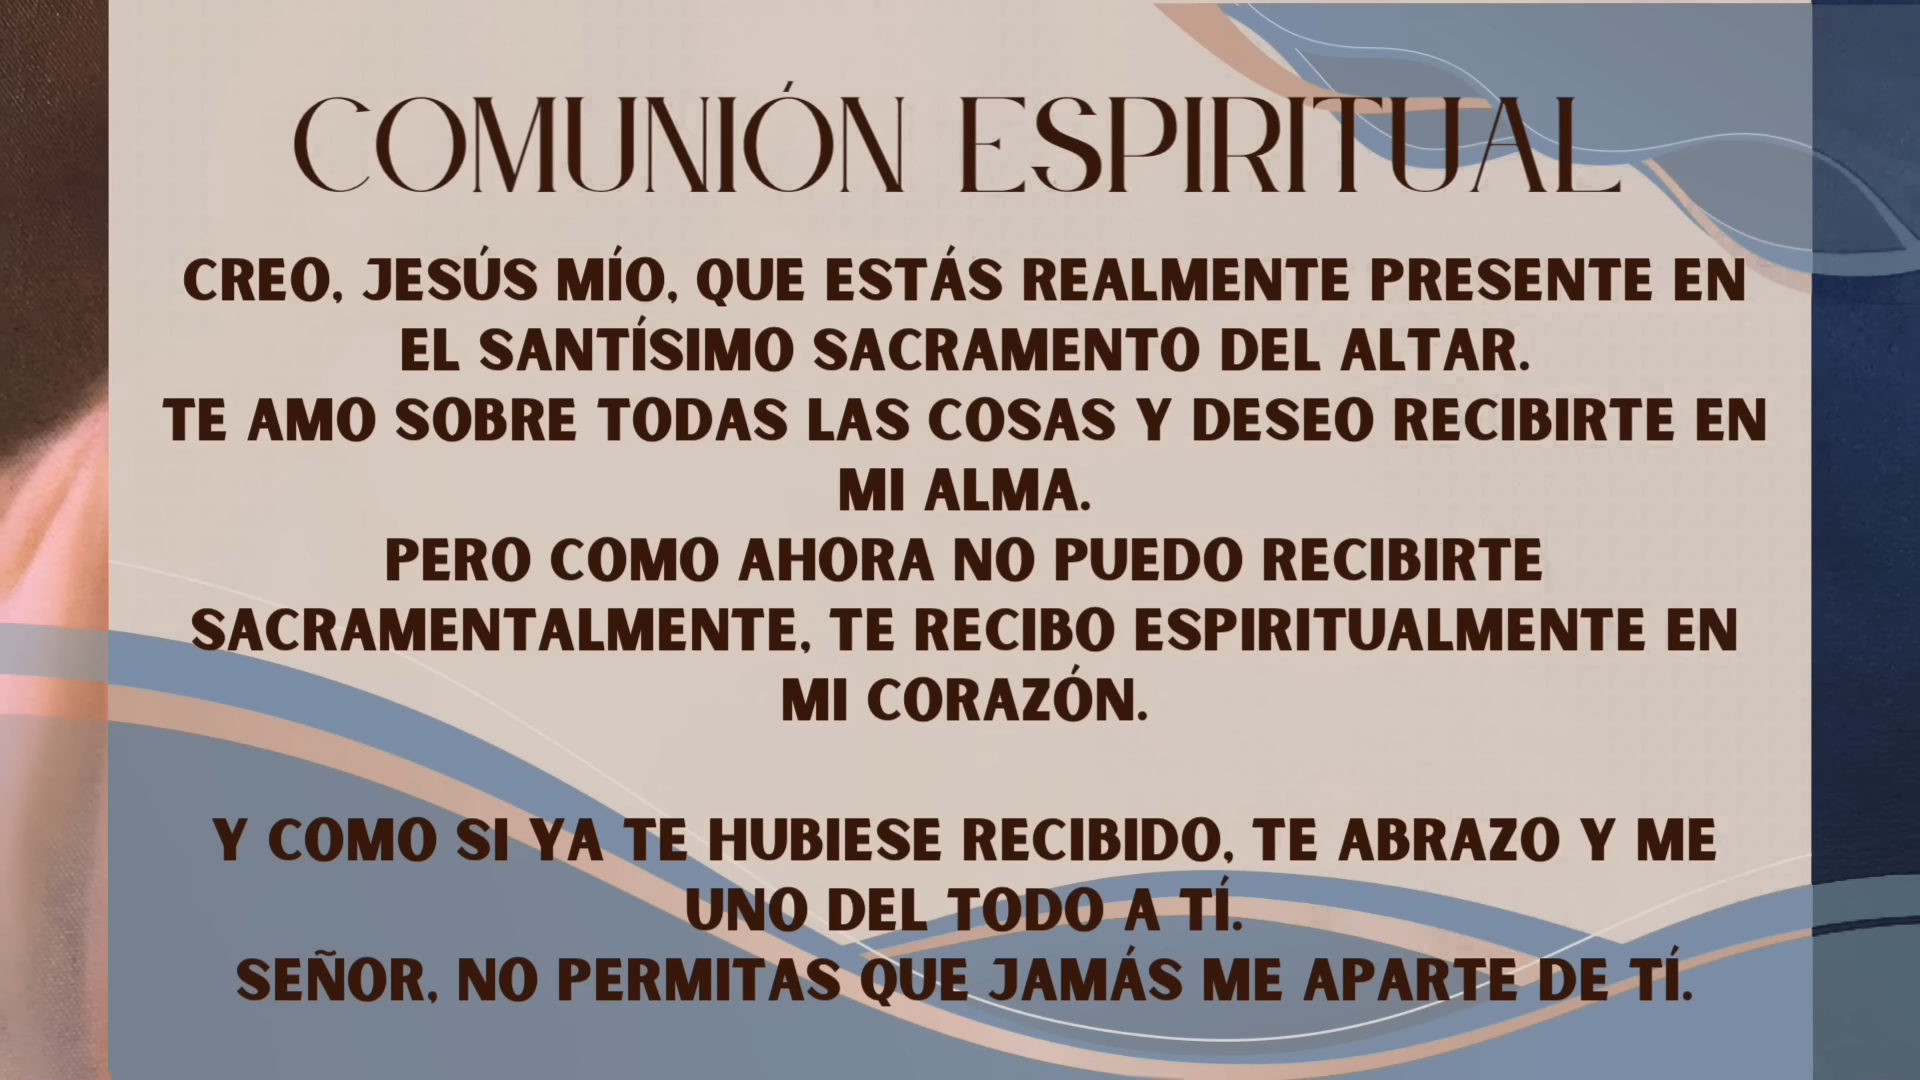 COMUNIÓN ESPIRITUAL
CREO, JESÚS MÍO, QUE ESTÁS REALMENTE PRESENTE EN
EL SANTÍSIMO SACRAMENTO DEL ALTAR.
TE AMO SOBRE TODAS LAS COSAS Y DESEO RECIBIRTE EN
MI ALMA.
PERO COMO AHORA NO PUEDO RECIBIRTE
SACRAMENTALMENTE, TE RECIBO ESPIRITUALMENTE EN
MI CORAZÓN.
Y COMO SI YA TE HUBIESE RECIBIDO, TE ABRAZO Y ME
UNO DEL TODO A TÍ.
SEÑOR, NO PERMITAS QUE JAMÁS ME APARTE DE TÍ.